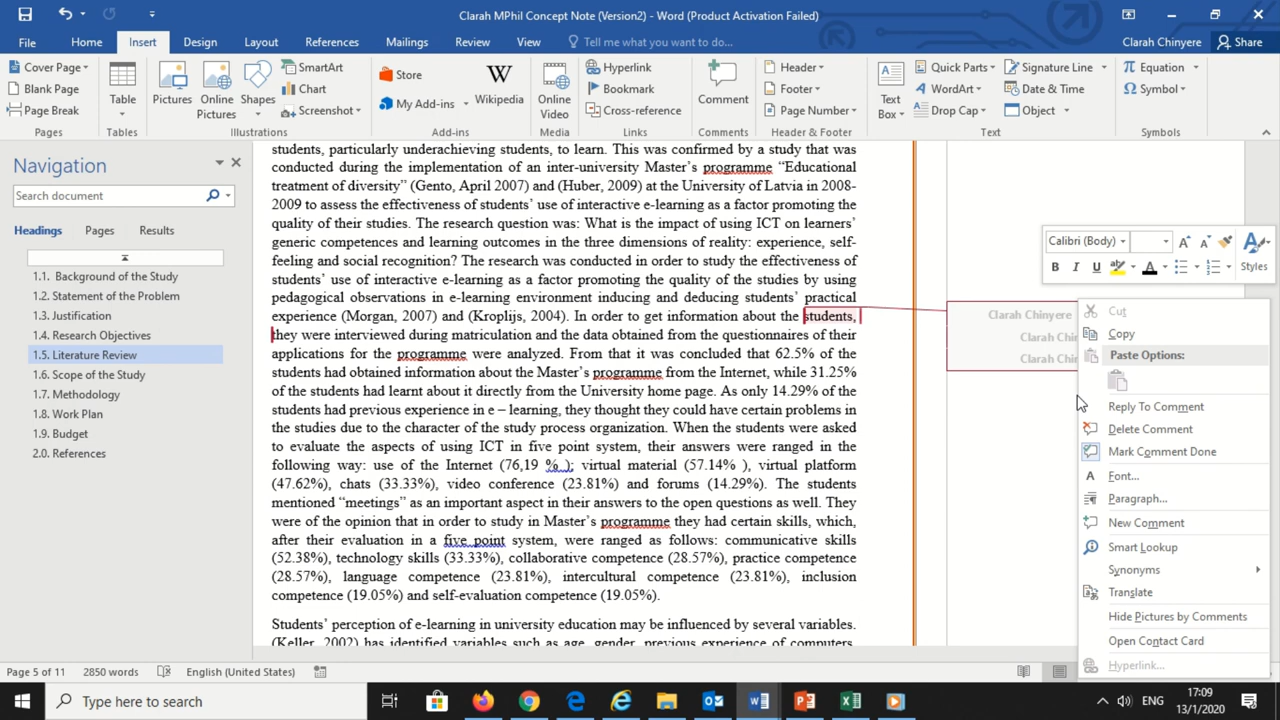 Clarah MPhil Concept Note (Version2) - Word (Product Activation Failed)
File Home Insert Design Layout References Mailings Review View Tell me what you want to do... Clarah Chinyere Share
Cover Page
Blank Page
Page Break
Pages
Table
Tables
Pictures
Online Pictures
Shapes
SmartArt
Chart
Screenshot
Illustrations
Store
My Add-ins
Wikipedia
Add-ins
Online Video
Media
Hyperlink
Bookmark
Cross-reference
Links
Comment
Comments
Header
Footer
Page Number
Header & Footer
Text Box
Quick Parts
WordArt
Drop Cap
Signature Line
Date & Time
Object
Text
Equation
Symbol
Symbols
Navigation
Search document
Headings Pages Results
1.1. Background of the Study
1.2. Statement of the Problem
1.3. Justification
1.4. Research Objectives
1.5. Literature Review
1.6. Scope of the Study
1.7. Methodology
1.8. Work Plan
1.9. Budget
2.0. References
students, particularly underachieving students, to learn. This was confirmed by a study that was
conducted during the implementation of an inter-university Master's programme “Educational
treatment of diversity” (Gento, April 2007) and (Huber, 2009) at the University of Latvia in 2008-
2009 to assess the effectiveness of students' use of interactive e-learning as a factor promoting the
quality of their studies. The research question was: What is the impact of using ICT on learners'
generic competences and learning outcomes in the three dimensions of reality: experience, self-
feeling and social recognition? The research was conducted in order to study the effectiveness of
students' use of interactive e-learning as a factor promoting the quality of the studies by using
pedagogical observations in e-learning environment inducing and deducing students' practical
experience (Morgan, 2007) and (Kroplijs, 2004). In order to get information about the students,
they were interviewed during matriculation and the data obtained from the questionnaires of their
applications for the programme were analyzed. From that it was concluded that 62.5% of the
students had obtained information about the Master's programme from the Internet, while 31.25%
of the students had learnt about it directly from the University home page. As only 14.29% of the
students had previous experience in e – learning, they thought they could have certain problems in
the studies due to the character of the study process organization. When the students were asked
to evaluate the aspects of using ICT in five point system, their answers were ranged in the
following way: use of the Internet (76,19 % ); virtual material (57.14% ), virtual platform
(47.62%), chats (33.33%), video conference (23.81%) and forums (14.29%). The students
mentioned “meetings” as an important aspect in their answers to the open questions as well. They
were of the opinion that in order to study in Master's programme they had certain skills, which,
after their evaluation in a five point system, were ranged as follows: communicative skills
(52.38%), technology skills (33.33%), collaborative competence (28.57%), practice competence
(28.57%), language competence (23.81%), intercultural competence (23.81%), inclusion
competence (19.05%) and self-evaluation competence (19.05%).
Students' perception of e-learning in university education may be influenced by several variables.
(Keller, 2002) has identified variables such as age, gender, previous experience of computers,
Calibri (Body)
B I U ab A Styles
Clarah Chinyere
Clarah Chin
Clarah Chin
Cut
Copy
Paste Options:
Reply To Comment
Delete Comment
Mark Comment Done
Font...
Paragraph...
New Comment
Smart Lookup
Synonyms
Translate
Hide Pictures by Comments
Open Contact Card
Hyperlink...
Page 5 of 11 2850 words English (United States)
Type here to search
ENG
17:09
13/1/2020